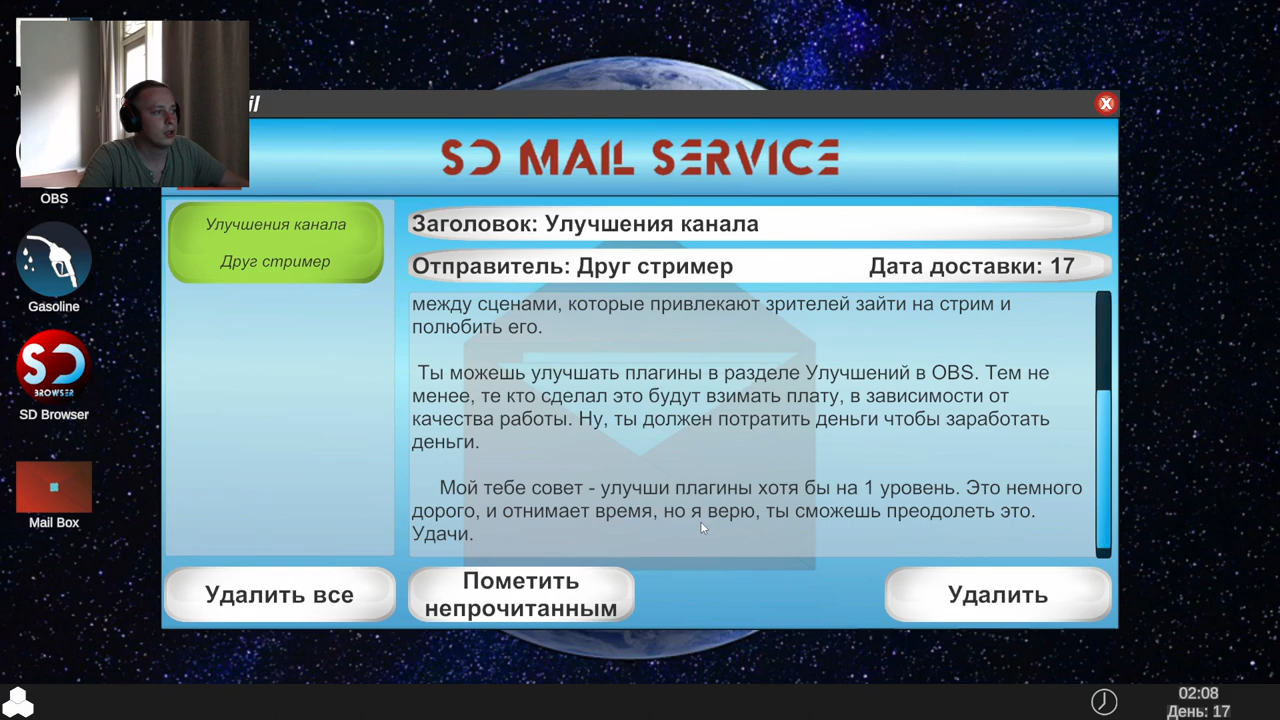 il
SD MAIL SERVICE
OBS
Gasoline
SD
BROWSER
SD Browser
Mail Box
Улучшения канала
Друг стример
Заголовок: Улучшения канала
Отправитель: Друг стример
Дата доставки: 17
между сценами, которые привлекают зрителей зайти на стрим и
полюбить его.
Ты можешь улучшать плагины в разделе Улучшений в OBS. Тем не
менее, те кто сделал это будут взимать плату, в зависимости от
качества работы. Ну, ты должен потратить деньги чтобы заработать
деньги.
Мой тебе совет - улучши плагины хотя бы на 1 уровень. Это немного
дорого, и отнимает время, но я верю, ты сможешь преодолеть это.
Удачи.
Удалить все
Пометить
непрочитанным
Удалить
02:08
День: 17